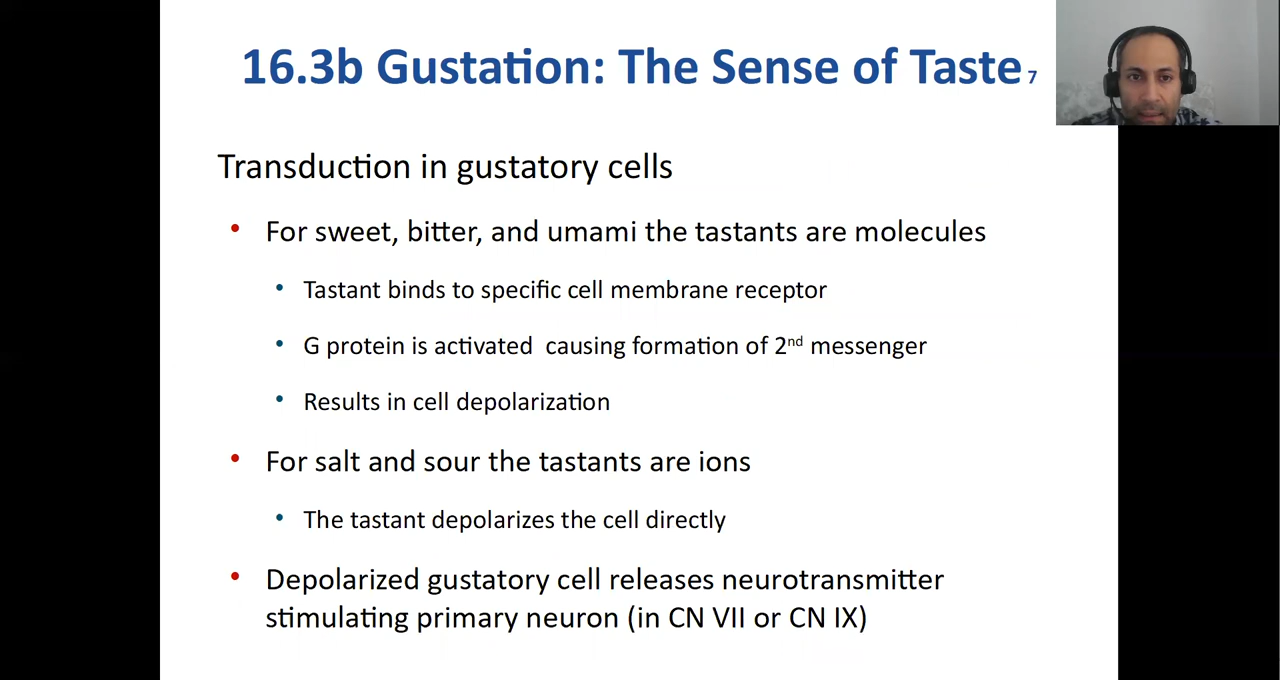 16.3b Gustation: The Sense of Taste 7
Transduction in gustatory cells
• For sweet, bitter, and umami the tastants are molecules
• Tastant binds to specific cell membrane receptor
• G protein is activated  causing formation of 2nd messenger
• Results in cell depolarization
• For salt and sour the tastants are ions
• The tastant depolarizes the cell directly
• Depolarized gustatory cell releases neurotransmitter
stimulating primary neuron (in CN VII or CN IX)